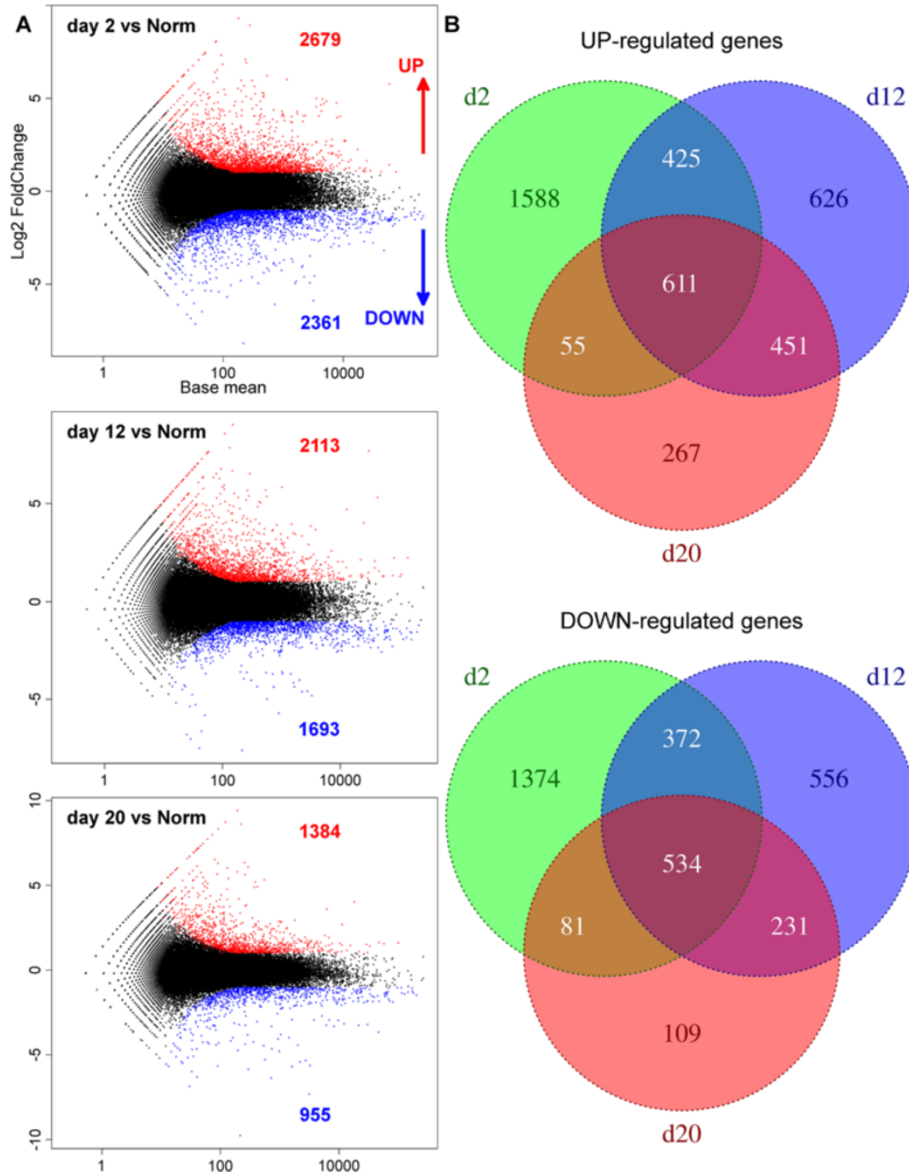 A
day 2 vs Norm
2679
UP
5
0
-5
Log2 FoldChange
2361
DOWN
1
100
10000
Base mean
day 12 vs Norm
2113
5
0
-5
1693
1
100
10000
day 20 vs Norm
1384
10
5
0
-5
-10
955
1
100
10000
B
UP-regulated genes
d2
d12
425
1588
626
611
55
451
267
d20
DOWN-regulated genes
d2
d12
372
1374
556
534
81
231
109
d20